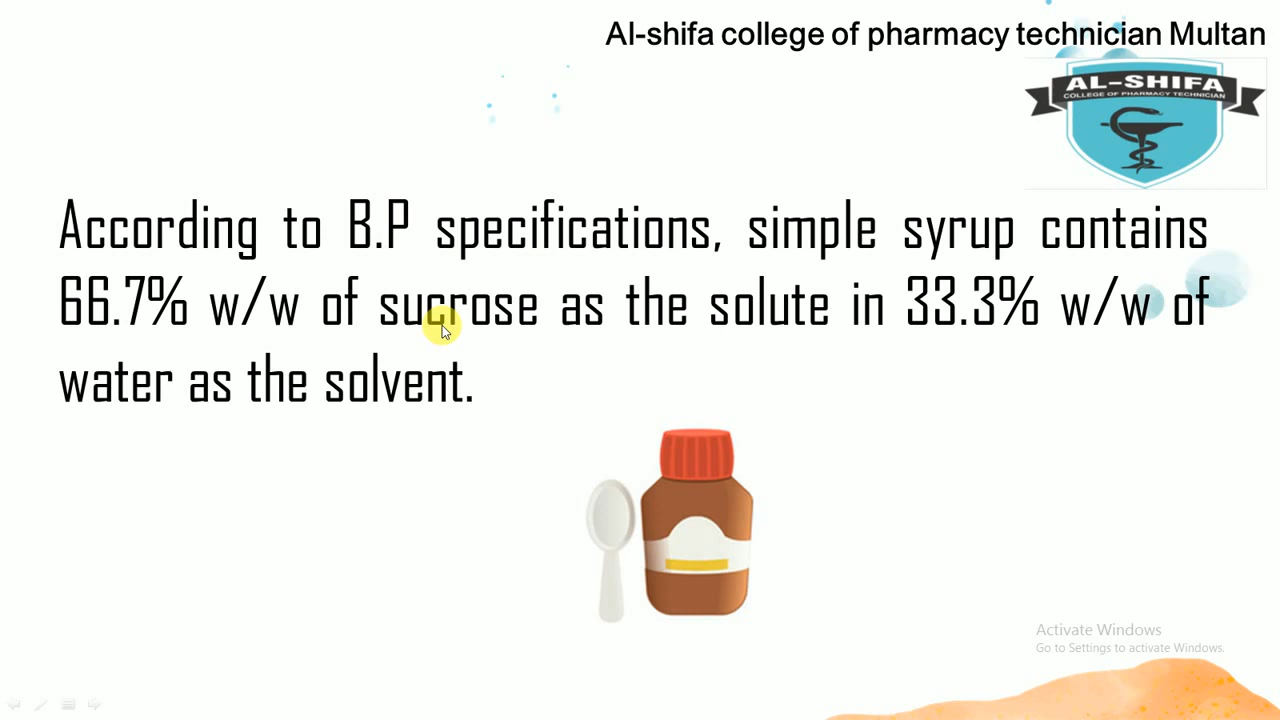 Al-shifa college of pharmacy technician Multan
AL-SHIFA
COLLEGE OF PHARMACY TECHNICIAN
According to B.P specifications, simple syrup contains
66.7% w/w of sucrose as the solute in 33.3% w/w of
water as the solvent.
Activate Windows
Go to Settings to activate Windows.